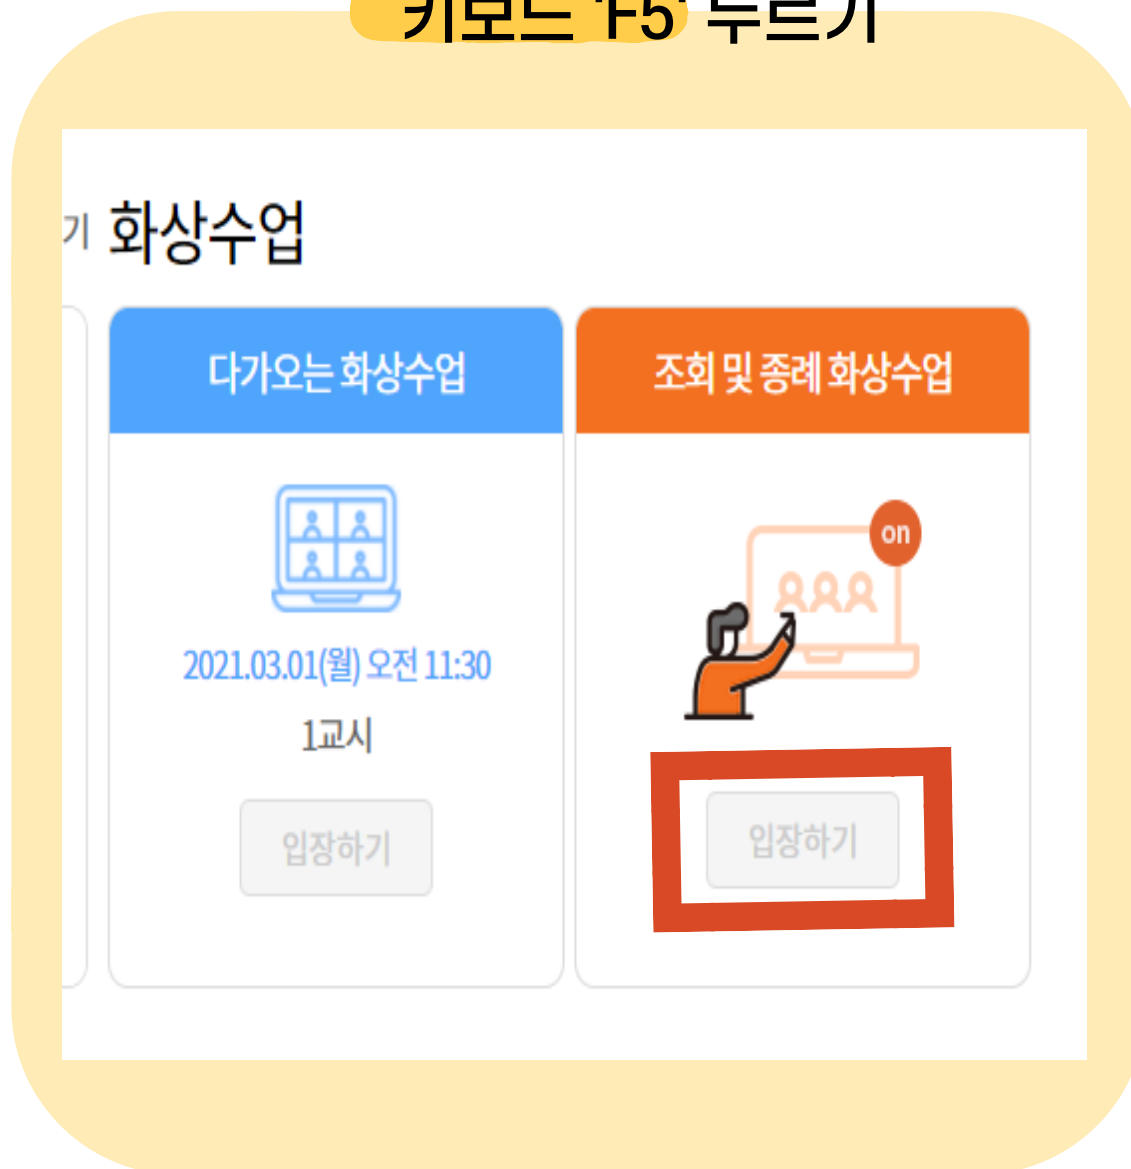 키보드 'F5' 누르기
기 화상수업
다가오는 화상수업
조회 및 종례 화상수업
on
2021.03.01(월) 오전 11:30
1교시
입장하기
입장하기